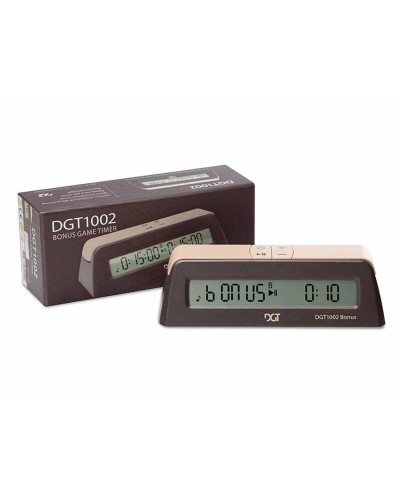 DGT1002
BONUS GAME TIMER
DGT1002
0:15:00 0:15:00
bONUS B 0:10
DGT
DGT1002 Bonus